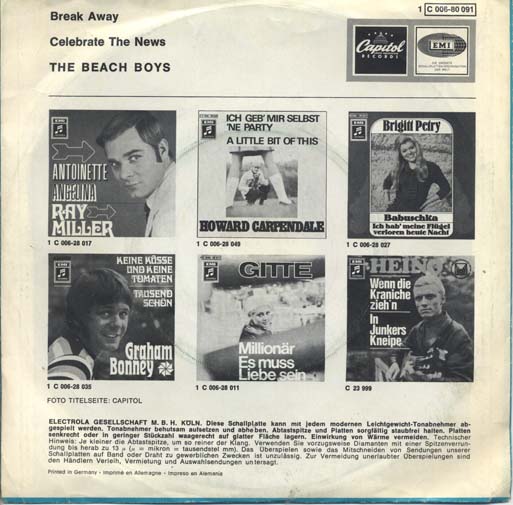 Break Away
1 C 006-80 091
Celebrate The News
THE BEACH BOYS
Capitol
RECORDS
EMI
EMI
ANTOINETTE
ANGELINA
RAY
MILLER
1 C 006-28 017
ICH GEB' MIR SELBST
'NE PARTY
A LITTLE BIT OF THIS
HOWARD CARPENDALE
1 C 006-28 049
Brigitt Petry
Babuschka
Ich hab' meine Flügel
verloren heute Nacht
1 C 006-28 027
KEINE KÜSSE
UND KEINE
TOMATEN
TAUSEND
SCHÖN
Graham
Bonney
1 C 006-28 035
GITTE
Millionär
Es muss
Liebe sein
1 C 006-28 011
HEINO
Wenn die
Kraniche
zieh'n
In
Junkers
Kneipe
C 23 999
FOTO TITELSEITE: CAPITOL
ELECTROLA GESELLSCHAFT M. B. H. KÖLN. Diese Schallplatte kann mit jedem modernen Leichtgewicht-Tonabnehmer ab-
gespielt werden. Tonabnehmer behutsam aufsetzen und abheben. Abtastspitze und Platten sorgfältig staubfrei halten. Platten
senkrecht oder in geringer Stückzahl waagerecht auf platter Fläche lagern. Einwirkung von Wärme vermeiden. Technischer
Hinweis: Je kleiner die Abtastspitze, um so reiner der Klang. Verwenden Sie vorzugsweise Diamanten mit einer Spitzenverrun-
dung bis herab zu 13 µ (µ = mikron = tausendstel mm). Das Überspielen sowie das Mitschneiden von Sendungen unserer
Schallplatten auf Band oder Draht zu gewerblichen Zwecken ist unzulässig. Zur Vermeidung unerlaubter Überspielungen sind
den Händlern Verleih, Vermietung und Auswahlsendungen untersagt.
Printed in Germany - Imprimé en Allemagne - Impreso en Alemania